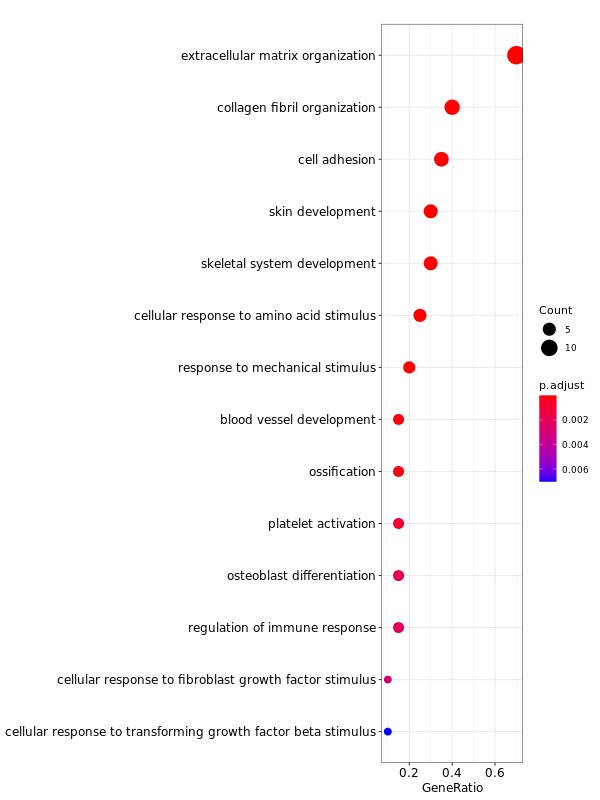 extracellular matrix organization
collagen fibril organization
cell adhesion
skin development
skeletal system development
cellular response to amino acid stimulus
response to mechanical stimulus
blood vessel development
ossification
platelet activation
osteoblast differentiation
regulation of immune response
cellular response to fibroblast growth factor stimulus
cellular response to transforming growth factor beta stimulus
0.2 0.4 0.6
GeneRatio
Count
5
10
p.adjust
0.002
0.004
0.006